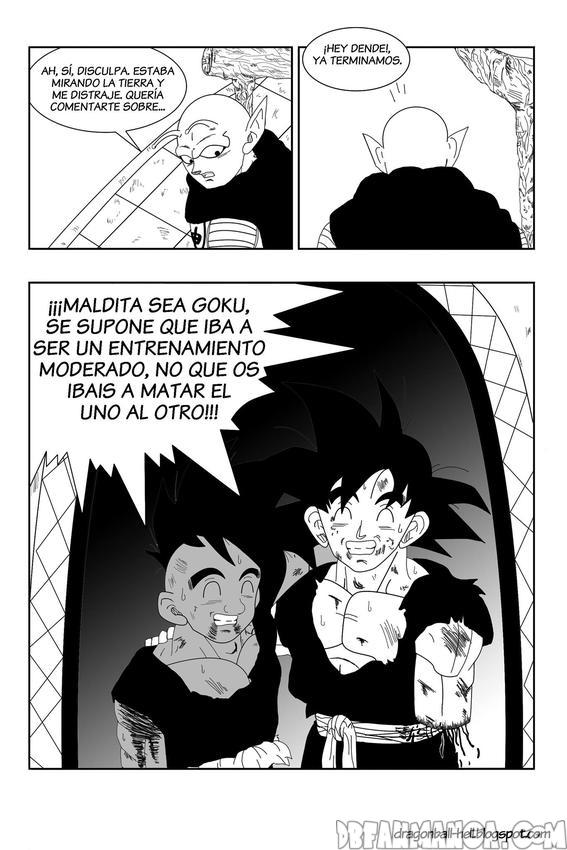 AH, SÍ, DISCULPA. ESTABA
MIRANDO LA TIERRA Y
ME DISTRAJE. QUERÍA
COMENTARTE SOBRE...
¡HEY DENDE!,
YA TERMINAMOS.
¡¡¡MALDITA SEA GOKU,
SE SUPONE QUE IBA A
SER UN ENTRENAMIENTO
MODERADO, NO QUE OS
IBAIS A MATAR EL
UNO AL OTRO!!!
dragonball-het.blogspot.com
DBFANMANGA.COM